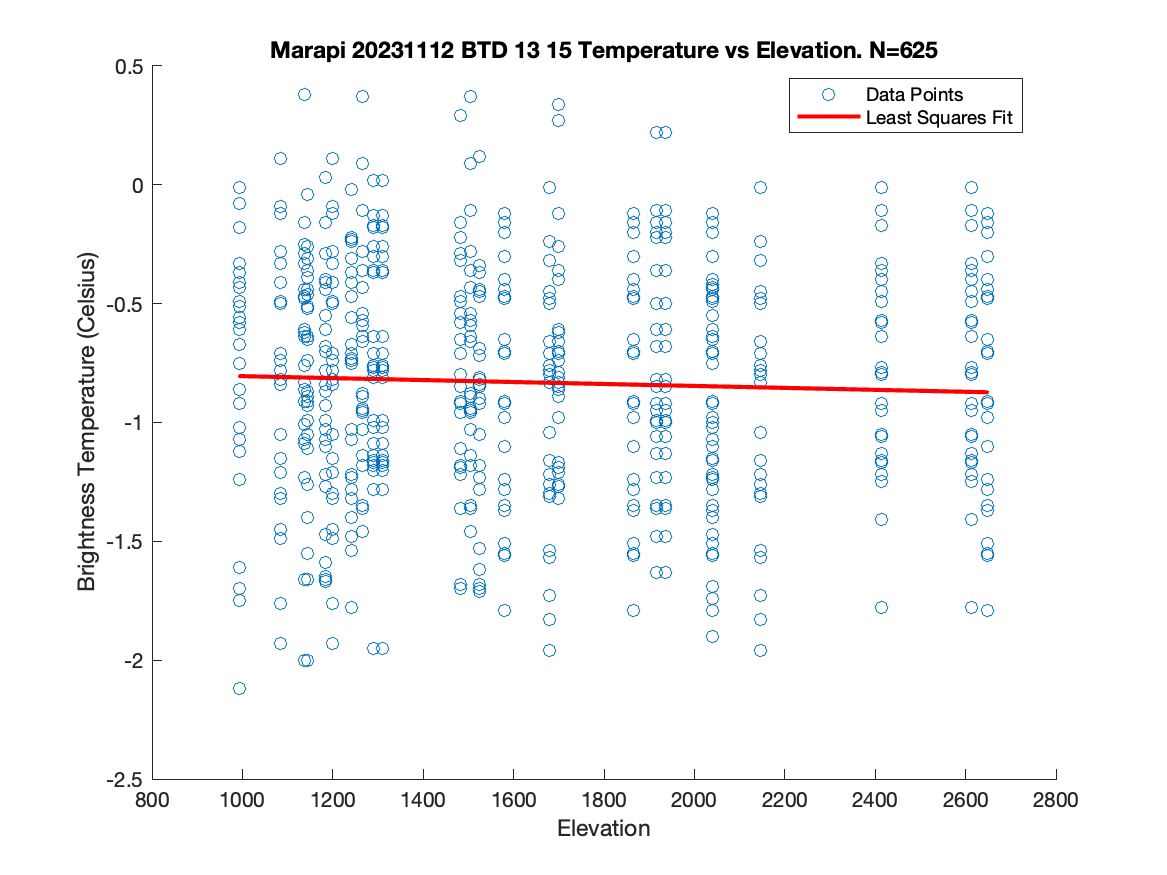 Marapi 20231112 BTD 13 15 Temperature vs Elevation. N=625
Data Points
Least Squares Fit
Brightness Temperature (Celsius)
0.5
0
-0.5
-1
-1.5
-2
-2.5
800 1000 1200 1400 1600 1800 2000 2200 2400 2600 2800
Elevation